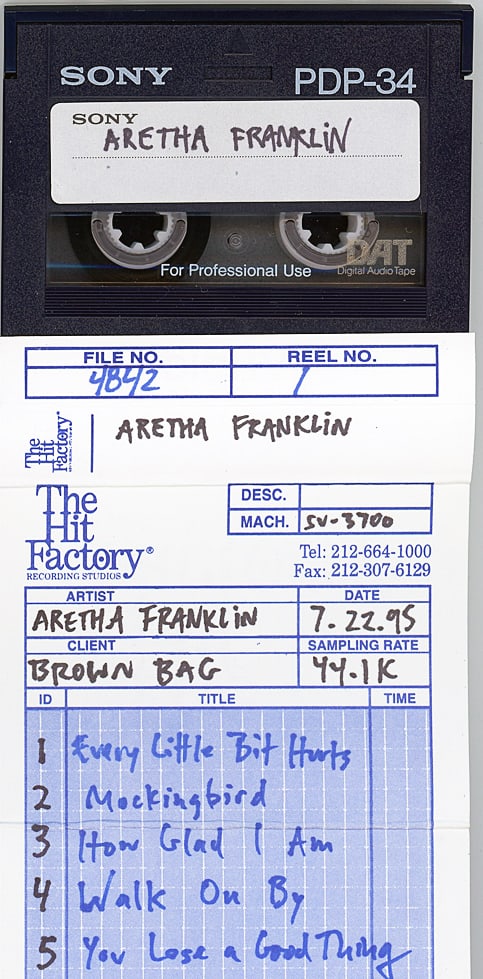 SONY PDP-34
SONY
ARETHA FRANKLIN
DAT
For Professional Use Digital Audio Tape
FILE NO. REEL NO.
4842 1
The Hit Factory ARETHA FRANKLIN
The
Hit
Factory®
RECORDING STUDIOS
DESC.
MACH. SV-3700
Tel: 212-664-1000
Fax: 212-307-6129
ARTIST DATE
ARETHA FRANKLIN 7.22.95
CLIENT SAMPLING RATE
BROWN BAG 44.1K
ID TITLE TIME
1 Every Little Bit Hurts
2 Mockingbird
3 How Glad I Am
4 Walk On By
5 You Lose a Good Thing